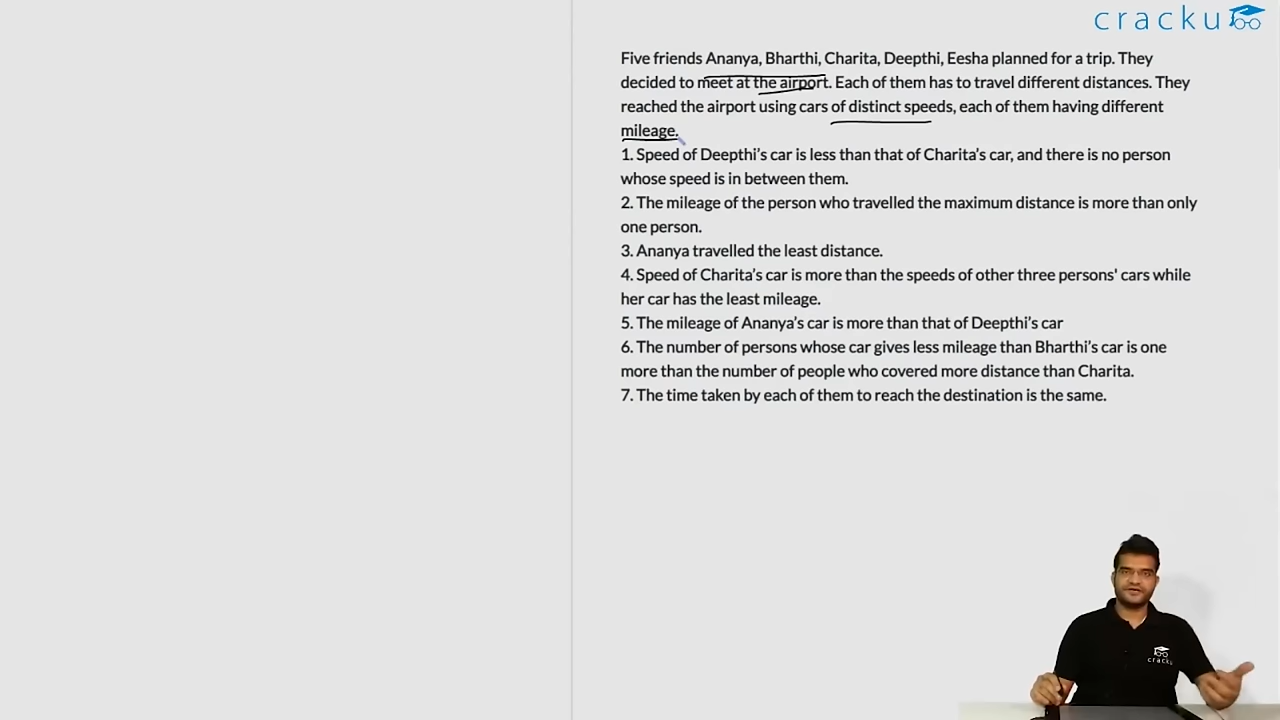 cracku
Five friends Ananya, Bharthi, Charita, Deepthi, Eesha planned for a trip. They
decided to meet at the airport. Each of them has to travel different distances. They
reached the airport using cars of distinct speeds, each of them having different
mileage.
1. Speed of Deepthi’s car is less than that of Charita’s car, and there is no person
whose speed is in between them.
2. The mileage of the person who travelled the maximum distance is more than only
one person.
3. Ananya travelled the least distance.
4. Speed of Charita’s car is more than the speeds of other three persons' cars while
her car has the least mileage.
5. The mileage of Ananya’s car is more than that of Deepthi’s car
6. The number of persons whose car gives less mileage than Bharthi’s car is one
more than the number of people who covered more distance than Charita.
7. The time taken by each of them to reach the destination is the same.
cracku